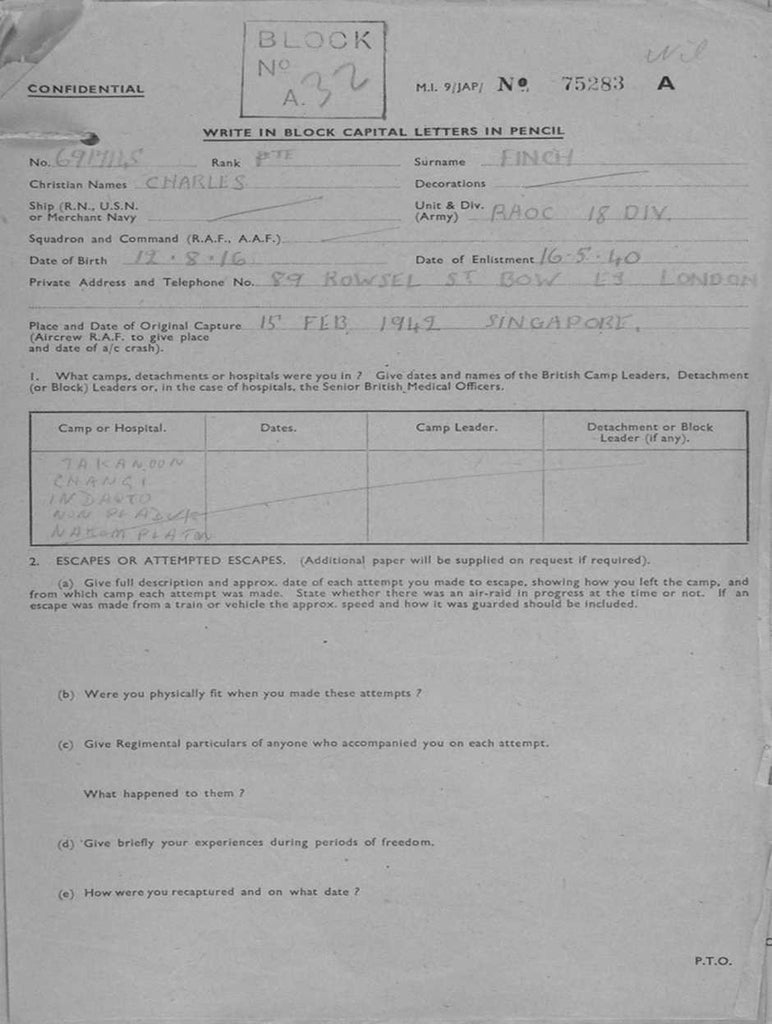 BLOCK
Nº
A. 32
Nil
CONFIDENTIAL
M.I. 9/JAP/ Nº 75283 A
WRITE IN BLOCK CAPITAL LETTERS IN PENCIL
No. Rank PTE Surname FINCH
Christian Names CHARLES Decorations
Ship (R.N., U.S.N. or Merchant Navy
Unit & Div. (Army) RAOC 18 DIV.
Squadron and Command (R.A.F., A.A.F.)
Date of Birth 12.8.16 Date of Enlistment 16-5-40
Private Address and Telephone No. 89 ROWSEL ST BOW E3 LONDON
Place and Date of Original Capture 15 FEB 1942 SINGAPORE.
(Aircrew R.A.F. to give place
and date of a/c crash).
1. What camps, detachments or hospitals were you in ? Give dates and names of the British Camp Leaders, Detachment
(or Block) Leaders or, in the case of hospitals, the Senior British Medical Officers.
Camp or Hospital. Dates. Camp Leader. Detachment or Block Leader (if any).
TAKANOON
CHANGI
NON PLADUK
NAKOM PLATON
2. ESCAPES OR ATTEMPTED ESCAPES. (Additional paper will be supplied on request if required).
(a) Give full description and approx. date of each attempt you made to escape, showing how you left the camp, and
from which camp each attempt was made. State whether there was an air-raid in progress at the time or not. If an
escape was made from a train or vehicle the approx. speed and how it was guarded should be included.
(b) Were you physically fit when you made these attempts ?
(c) Give Regimental particulars of anyone who accompanied you on each attempt.
What happened to them ?
(d) Give briefly your experiences during periods of freedom.
(e) How were you recaptured and on what date ?
P.T.O.